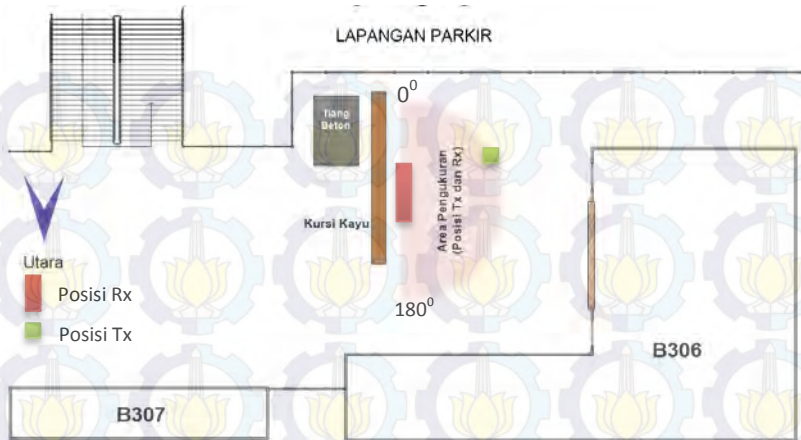 LAPANGAN PARKIR
0⁰
Tiang
Beton
Area Pengukuran
(Posisi Tx dan Rx)
Kursi Kayu
Utara
Posisi Rx
180⁰
Posisi Tx
B306
B307